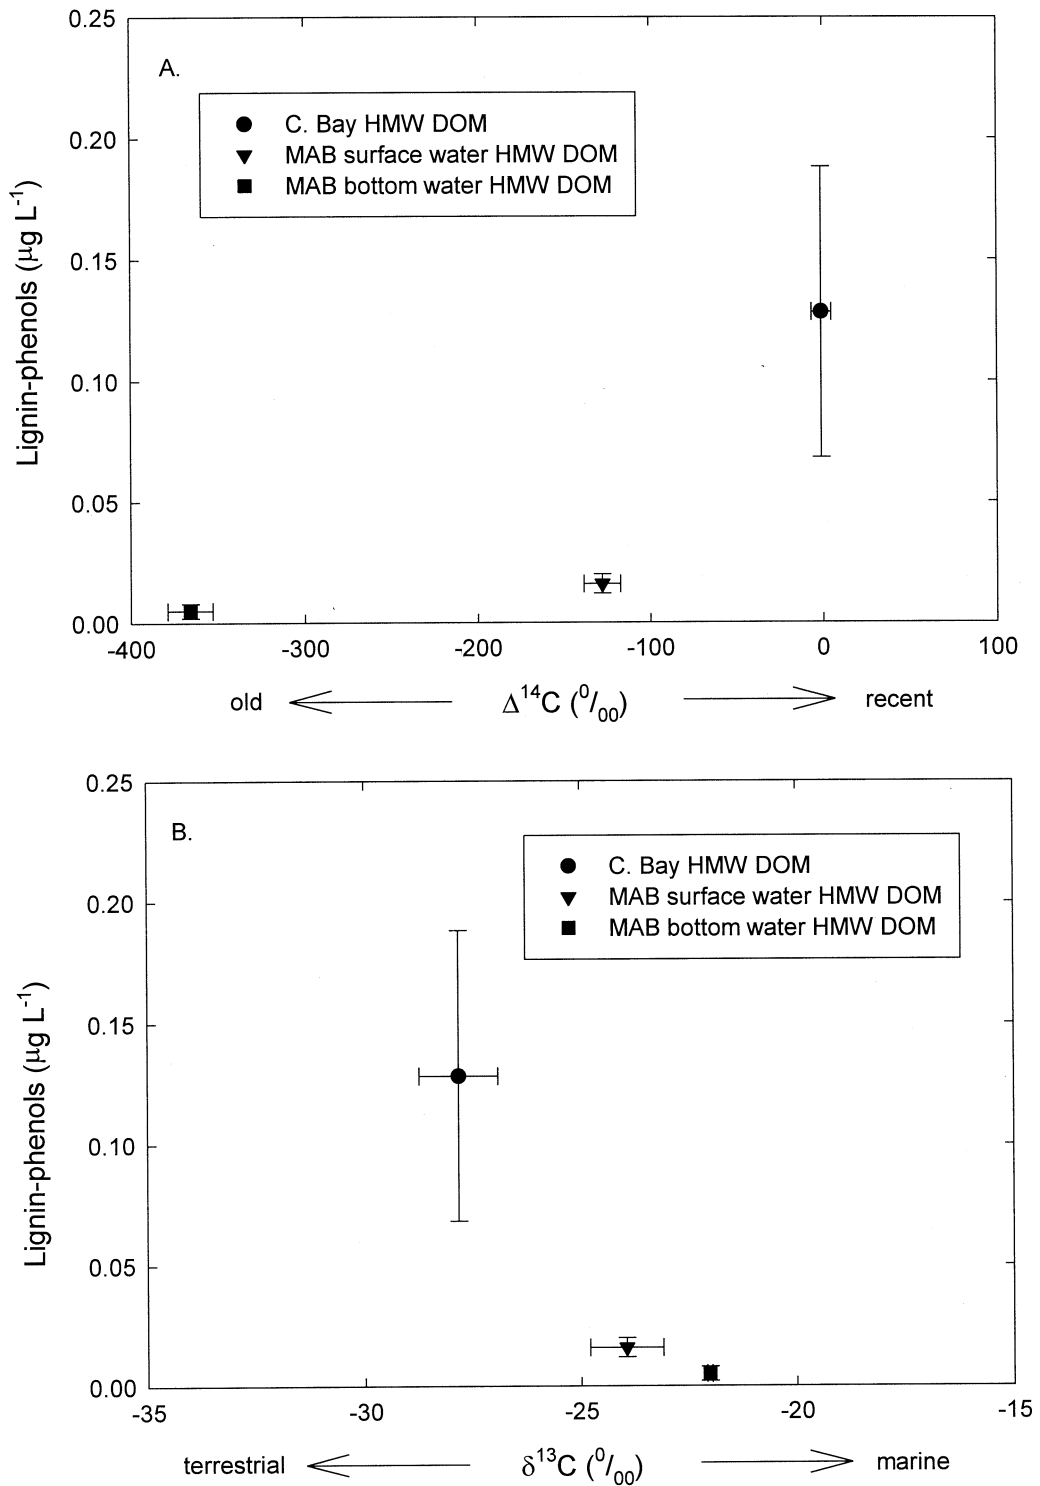 0.25
A.
C. Bay HMW DOM
MAB surface water HMW DOM
MAB bottom water HMW DOM
0.20
0.15
0.10
0.05
0.00
Lignin-phenols (μg L⁻¹)
-400 -300 -200 -100 0 100
old Δ¹⁴C (⁰/₀₀) recent
0.25
B.
C. Bay HMW DOM
MAB surface water HMW DOM
MAB bottom water HMW DOM
0.20
0.15
0.10
0.05
0.00
Lignin-phenols (μg L⁻¹)
-35 -30 -25 -20 -15
terrestrial δ¹³C (⁰/₀₀) marine